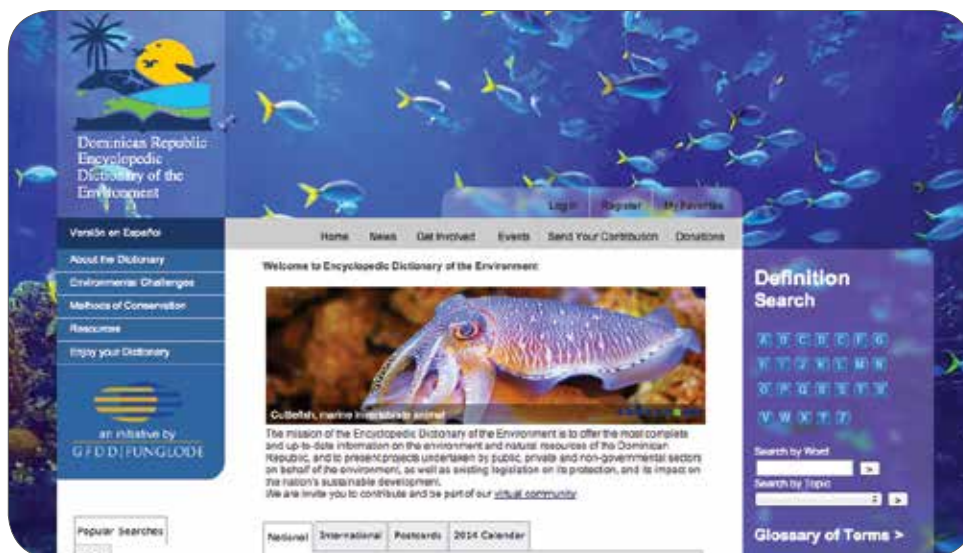 Dominican Republic
Encyclopedic
Dictionary of the
Environment
Log in Register My Favorites
Versión en Español
Home News Get Involved Events Send Your Contribution Donations
About the Dictionary
Environmental Challenges
Methods of Conservation
Resources
Enjoy your Dictionary
an initiative by
GFDD|FUNGLODE
Popular Searches
Welcome to Encyclopedic Dictionary of the Environment
Cuttlefish, marine invertebrate animal
The mission of the Encyclopedic Dictionary of the Environment is to offer the most complete
and up-to-date information on the environment and natural resources of the Dominican
Republic, and to present projects undertaken by public, private and non-governmental sectors
on behalf of the environment, as well as existing legislation on its protection, and its impact on
the nation's sustainable development.
We are invite you to contribute and be part of our virtual community
National International Postcards 2014 Calendar
Definition
Search
A B C D E F G
H I J K L M N
O P Q R S T U
V W X Y Z
Search by Word
>
Search by Topic
>
Glossary of Terms >